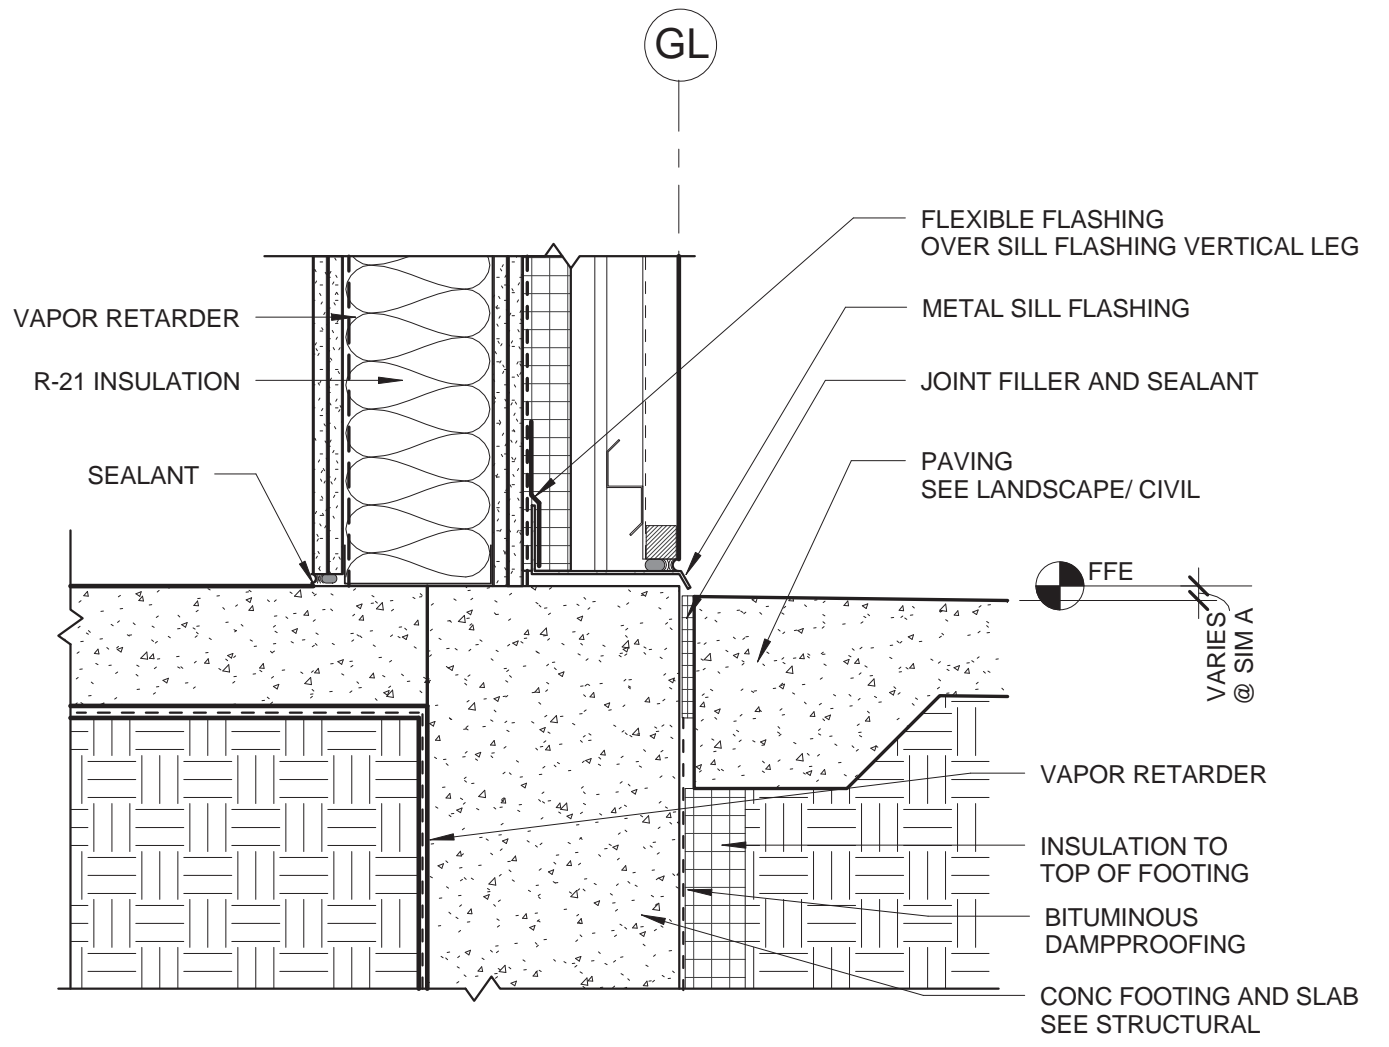 GL
FLEXIBLE FLASHING
OVER SILL FLASHING VERTICAL LEG
METAL SILL FLASHING
VAPOR RETARDER
R-21 INSULATION
JOINT FILLER AND SEALANT
SEALANT
PAVING
SEE LANDSCAPE/ CIVIL
FFE
VARIES
@ SIM A
VAPOR RETARDER
INSULATION TO
TOP OF FOOTING
BITUMINOUS
DAMPPROOFING
CONC FOOTING AND SLAB
SEE STRUCTURAL